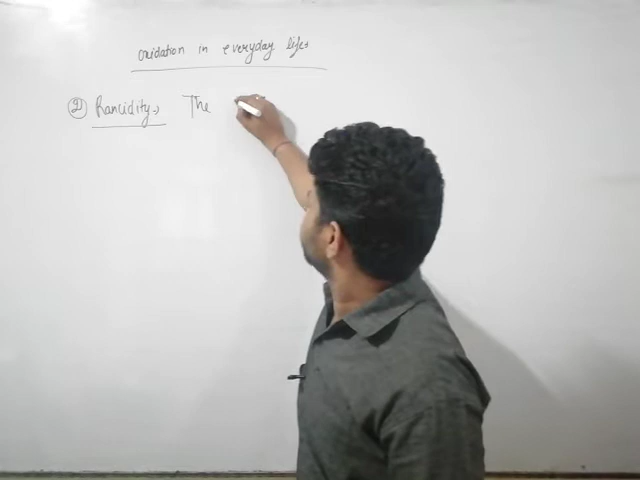 oxidation in everyday life→
② Rancidity→ The